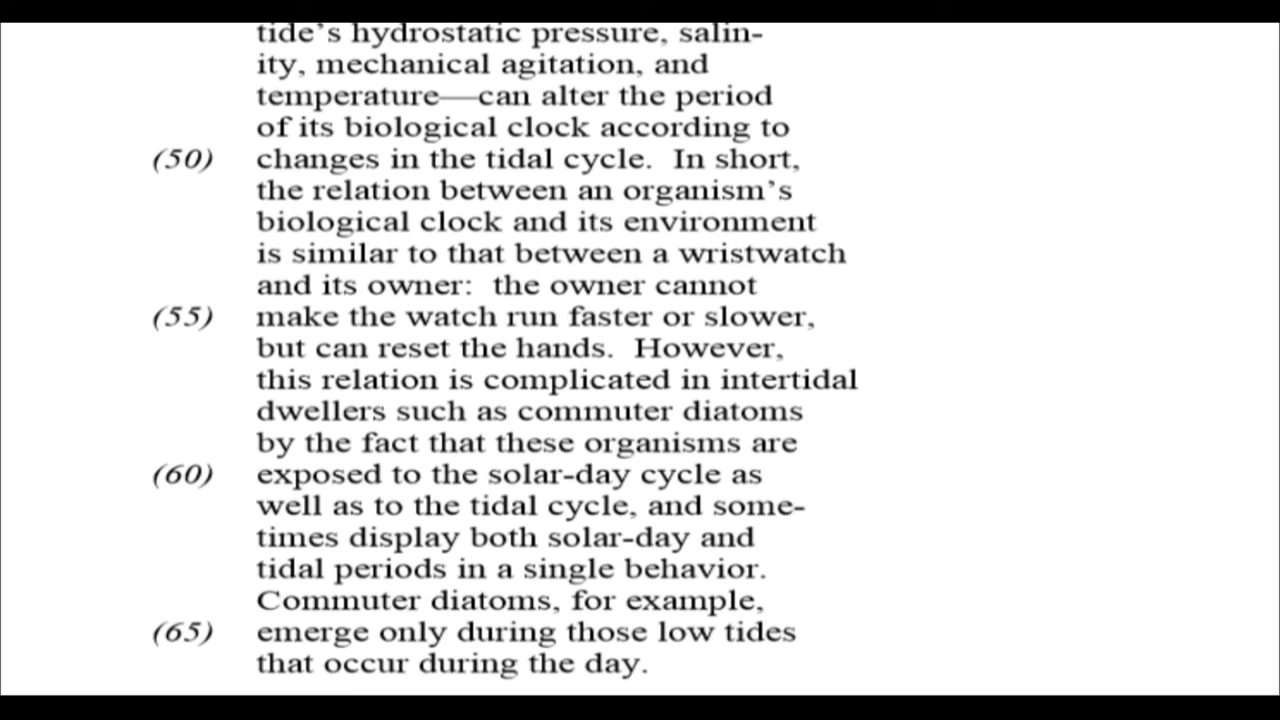 tide's hydrostatic pressure, salin-
ity, mechanical agitation, and
temperature—can alter the period
of its biological clock according to
(50) changes in the tidal cycle. In short,
the relation between an organism's
biological clock and its environment
is similar to that between a wristwatch
and its owner: the owner cannot
(55) make the watch run faster or slower,
but can reset the hands. However,
this relation is complicated in intertidal
dwellers such as commuter diatoms
by the fact that these organisms are
(60) exposed to the solar-day cycle as
well as to the tidal cycle, and some-
times display both solar-day and
tidal periods in a single behavior.
Commuter diatoms, for example,
(65) emerge only during those low tides
that occur during the day.